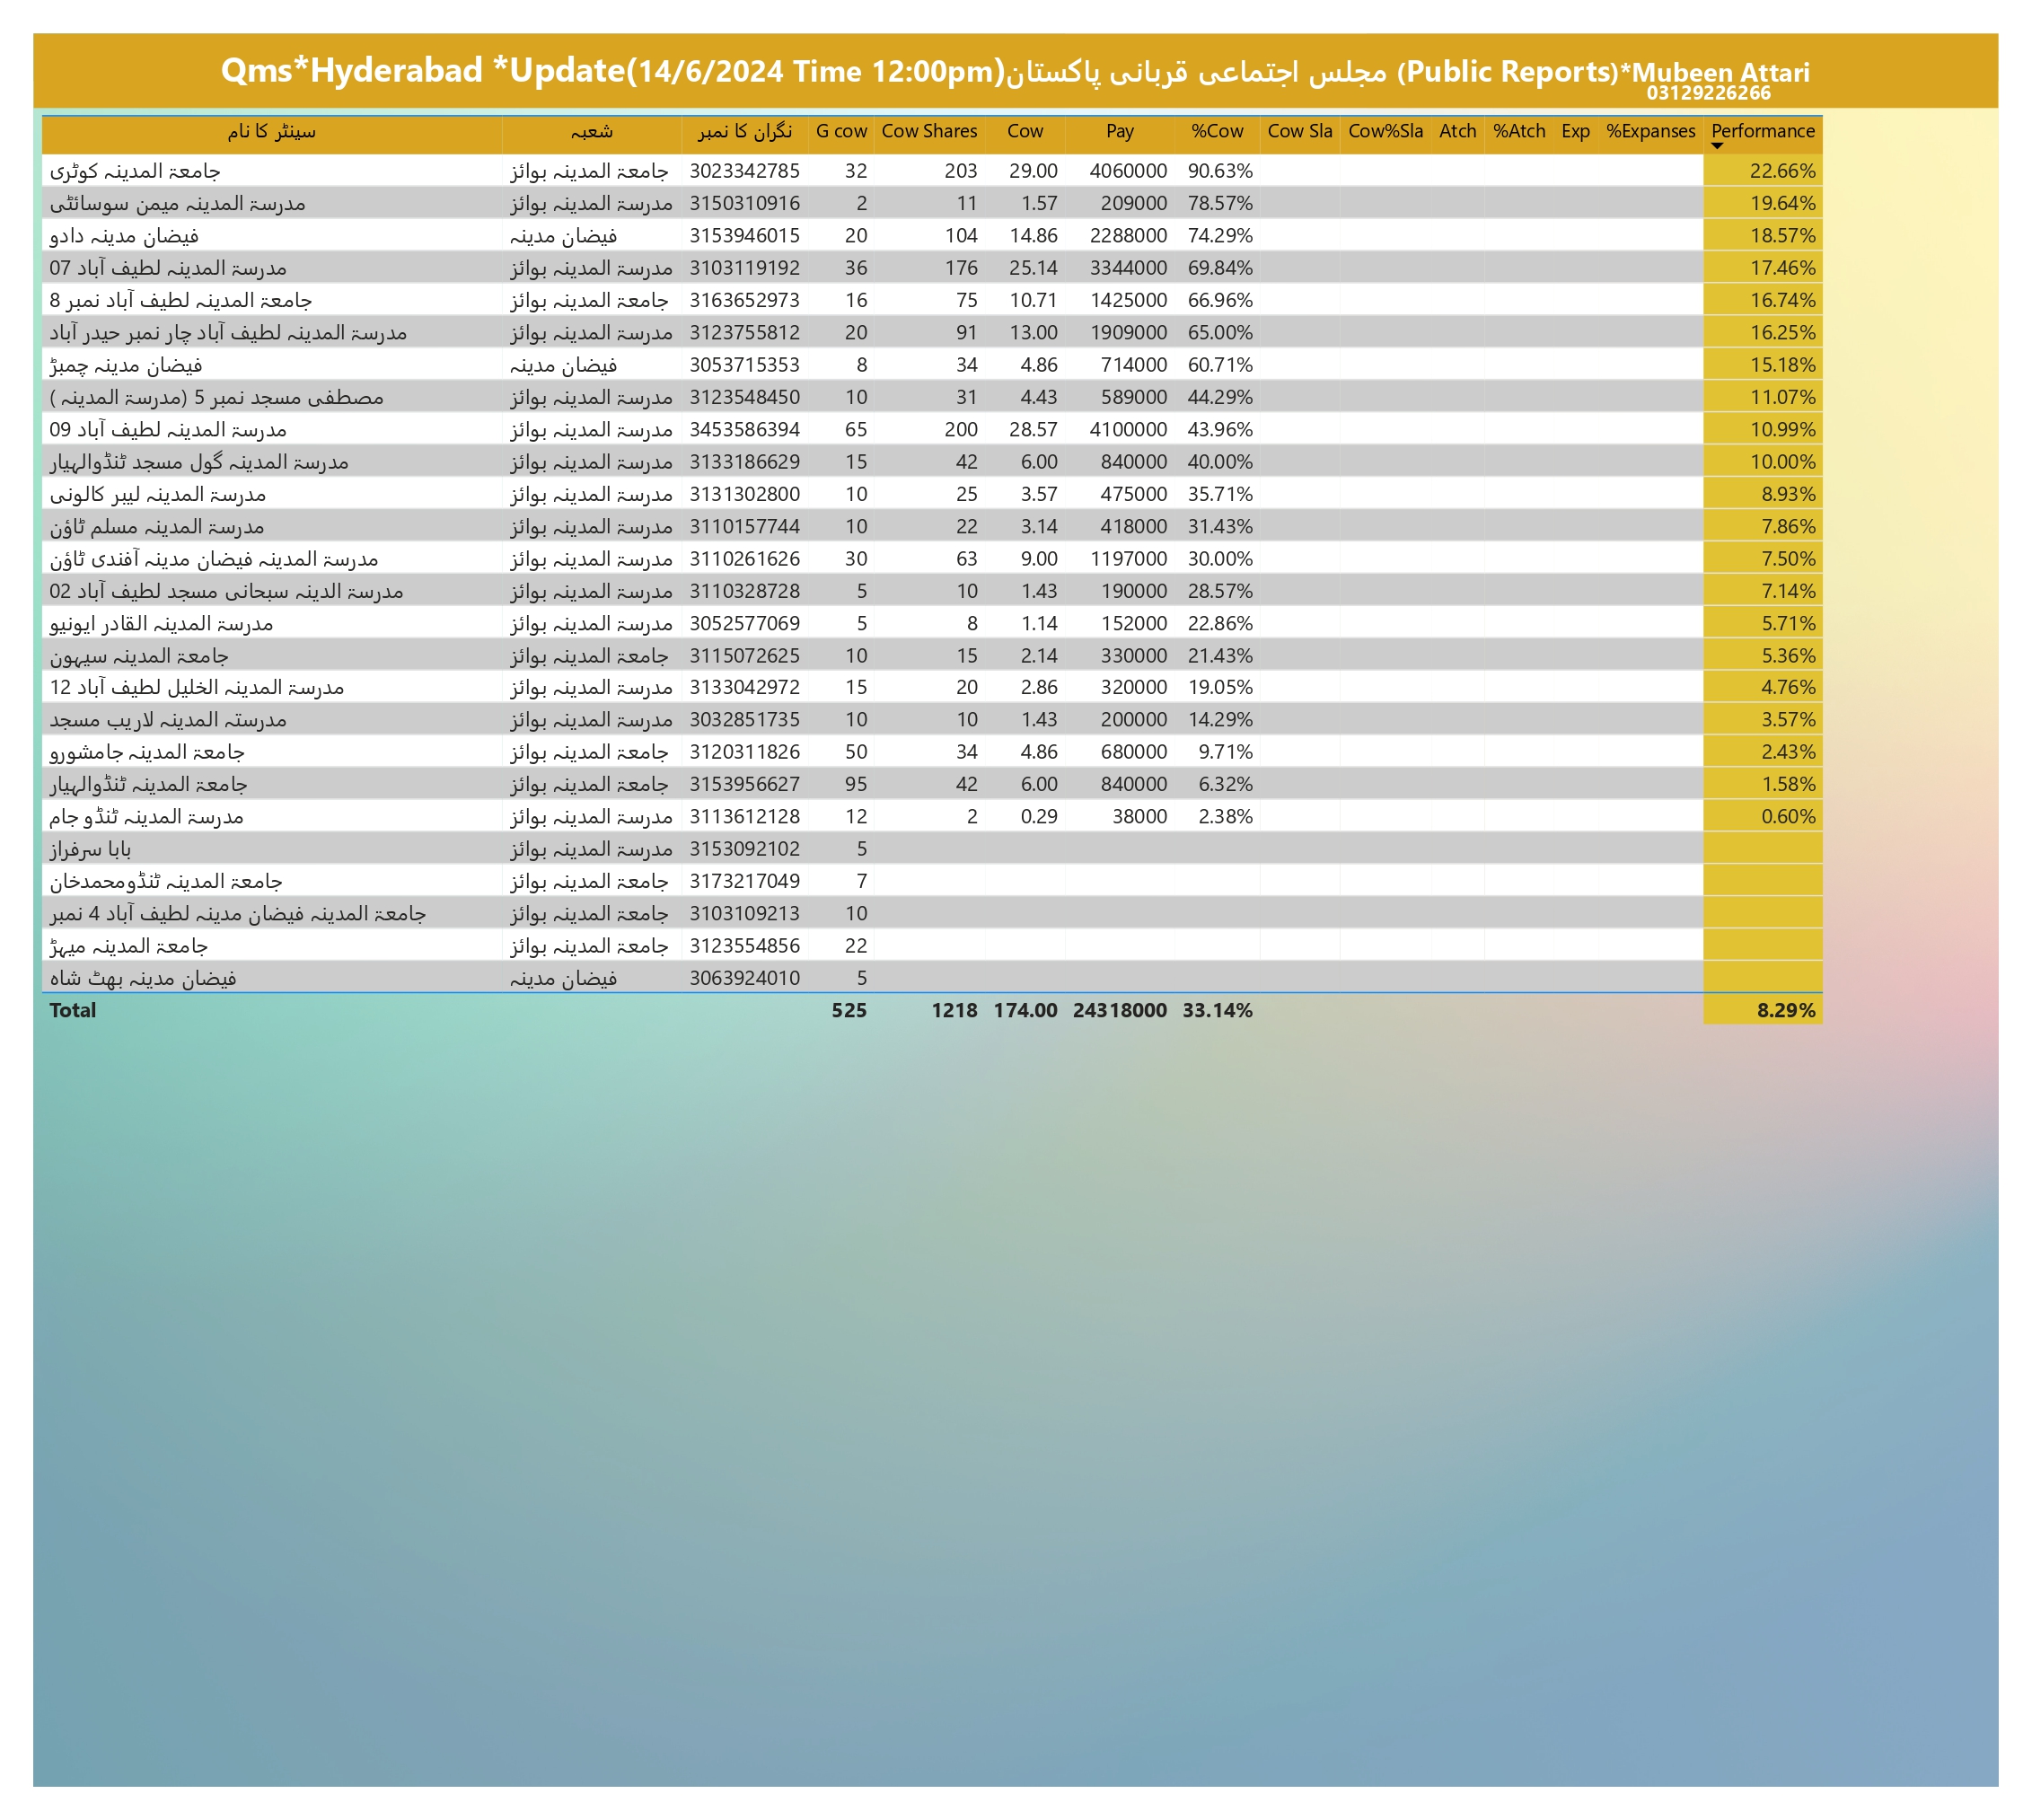 Qms*Hyderabad *Update(14/6/2024 Time 12:00pm)مجلس اجتماعی قربانی پاکستان (Public Reports)*Mubeen Attari
03129226266
سینٹر کا نام شعبہ نگران کا نمبر G cow Cow Shares Cow Pay %Cow Cow Sla Cow%Sla Atch %Atch Exp %Expanses Performance
جامعۃ المدینہ کوٹری جامعۃ المدینہ بوائز 3023342785 32 203 29.00 4060000 90.63% 22.66%
مدرسۃ المدینہ میمن سوسائٹی مدرسۃ المدینہ بوائز 3150310916 2 11 1.57 209000 78.57% 19.64%
فیضان مدینہ دادو فیضان مدینہ 3153946015 20 104 14.86 2288000 74.29% 18.57%
مدرسۃ المدینہ لطیف آباد 07 مدرسۃ المدینہ بوائز 3103119192 36 176 25.14 3344000 69.84% 17.46%
جامعۃ المدینہ لطیف آباد نمبر 8 جامعۃ المدینہ بوائز 3163652973 16 75 10.71 1425000 66.96% 16.74%
مدرسۃ المدینہ لطیف آباد چار نمبر حیدر آباد مدرسۃ المدینہ بوائز 3123755812 20 91 13.00 1909000 65.00% 16.25%
فیضان مدینہ چمبڑ فیضان مدینہ 3053715353 8 34 4.86 714000 60.71% 15.18%
مصطفی مسجد نمبر 5 (مدرسۃ المدینہ ) مدرسۃ المدینہ بوائز 3123548450 10 31 4.43 589000 44.29% 11.07%
مدرسۃ المدینہ لطیف آباد 09 مدرسۃ المدینہ بوائز 3453586394 65 200 28.57 4100000 43.96% 10.99%
مدرسۃ المدینہ گول مسجد ٹنڈوالہیار مدرسۃ المدینہ بوائز 3133186629 15 42 6.00 840000 40.00% 10.00%
مدرسۃ المدینہ لیبر کالونی مدرسۃ المدینہ بوائز 3131302800 10 25 3.57 475000 35.71% 8.93%
مدرسۃ المدینہ مسلم ٹاؤن مدرسۃ المدینہ بوائز 3110157744 10 22 3.14 418000 31.43% 7.86%
مدرسۃ المدینہ فیضان مدینہ آفندی ٹاؤن مدرسۃ المدینہ بوائز 3110261626 30 63 9.00 1197000 30.00% 7.50%
مدرسۃ الدینہ سبحانی مسجد لطیف آباد 02 مدرسۃ المدینہ بوائز 3110328728 5 10 1.43 190000 28.57% 7.14%
مدرسۃ المدینہ القادر ایونیو مدرسۃ المدینہ بوائز 3052577069 5 8 1.14 152000 22.86% 5.71%
جامعۃ المدینہ سیہون جامعۃ المدینہ بوائز 3115072625 10 15 2.14 330000 21.43% 5.36%
مدرسۃ المدینہ الخلیل لطیف آباد 12 مدرسۃ المدینہ بوائز 3133042972 15 20 2.86 320000 19.05% 4.76%
مدرستہ المدینہ لاریب مسجد مدرسۃ المدینہ بوائز 3032851735 10 10 1.43 200000 14.29% 3.57%
جامعۃ المدینہ جامشورو جامعۃ المدینہ بوائز 3120311826 50 34 4.86 680000 9.71% 2.43%
جامعۃ المدینہ ٹنڈوالہیار جامعۃ المدینہ بوائز 3153956627 95 42 6.00 840000 6.32% 1.58%
مدرسۃ المدینہ ٹنڈو جام مدرسۃ المدینہ بوائز 3113612128 12 2 0.29 38000 2.38% 0.60%
بابا سرفراز مدرسۃ المدینہ بوائز 3153092102 5
جامعۃ المدینہ ٹنڈومحمدخان جامعۃ المدینہ بوائز 3173217049 7
جامعۃ المدینہ فیضان مدینہ لطیف آباد 4 نمبر جامعۃ المدینہ بوائز 3103109213 10
جامعۃ المدینہ میہڑ جامعۃ المدینہ بوائز 3123554856 22
فیضان مدینہ بھٹ شاہ فیضان مدینہ 3063924010 5
Total 525 1218 174.00 24318000 33.14% 8.29%